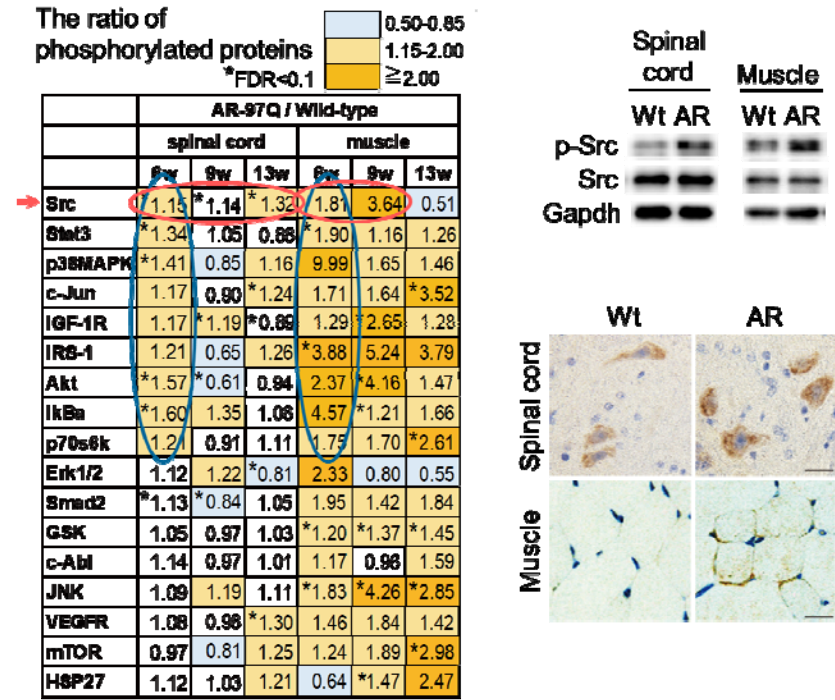 The ratio of
phosphorylated proteins
*FDR<0.1
0.50-0.85
1.15-2.00
≧2.00
AR-97Q / Wild-type
spinal cord muscle
6w 9w 13w 6w 9w 13w
Src 1.15 *1.14 *1.32 1.81 3.64 0.51
Stat3 *1.34 1.05 0.88 *1.90 1.16 1.26
p38MAPK *1.41 0.85 1.16 9.99 1.65 1.46
c-Jun 1.17 0.90 *1.24 1.71 1.64 *3.52
IGF-1R 1.17 *1.19 *0.89 1.29 *2.65 1.28
IRS-1 1.21 0.65 1.26 *3.88 5.24 3.79
Akt *1.57 *0.61 0.94 2.37 *4.16 1.47
IkBa *1.60 1.35 1.06 4.57 *1.21 1.66
p70s6k 1.21 0.91 1.11 1.75 1.70 *2.61
Erk1/2 1.12 1.22 *0.81 2.33 0.80 0.55
Smad2 *1.13 *0.84 1.05 1.95 1.42 1.84
GSK 1.05 0.97 1.03 *1.20 *1.37 *1.45
c-Abl 1.14 0.97 1.01 1.17 0.96 1.59
JNK 1.09 1.19 1.11 *1.83 *4.26 *2.85
VEGFR 1.08 0.98 *1.30 1.46 1.84 1.42
mTOR 0.97 0.81 1.25 1.24 1.89 *2.98
HSP27 1.12 1.03 1.21 0.64 *1.47 2.47
Spinal
cord Muscle
Wt AR Wt AR
p-Src
Src
Gapdh
Wt AR
Spinal cord
Muscle